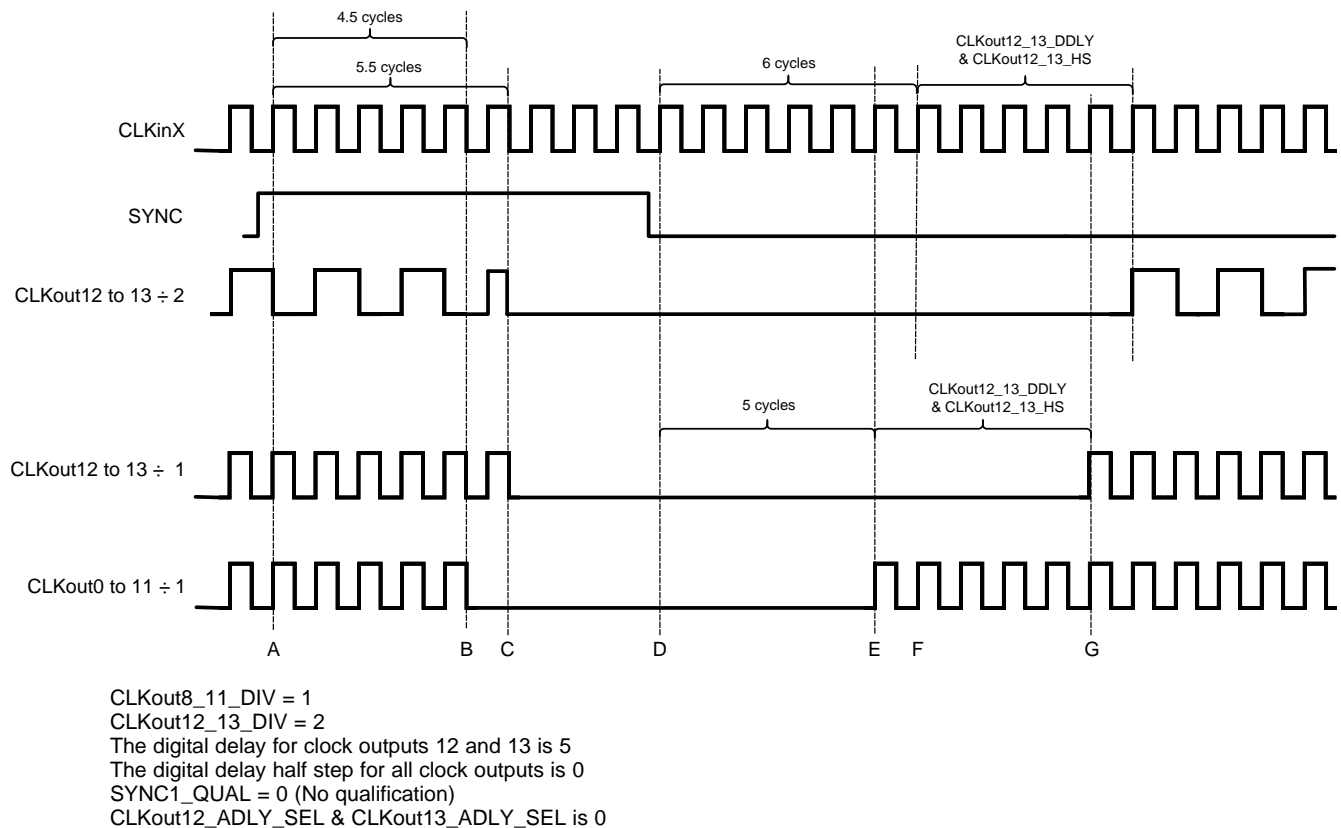 4.5 cycles
5.5 cycles
6 cycles
CLKout12_13_DDLY
& CLKout12_13_HS
CLKinX
SYNC
CLKout12 to 13 ÷ 2
5 cycles
CLKout12_13_DDLY
& CLKout12_13_HS
CLKout12 to 13 ÷ 1
CLKout0 to 11 ÷ 1
A B C D E F G
CLKout8_11_DIV = 1
CLKout12_13_DIV = 2
The digital delay for clock outputs 12 and 13 is 5
The digital delay half step for all clock outputs is 0
SYNC1_QUAL = 0 (No qualification)
CLKout12_ADLY_SEL & CLKout13_ADLY_SEL is 0